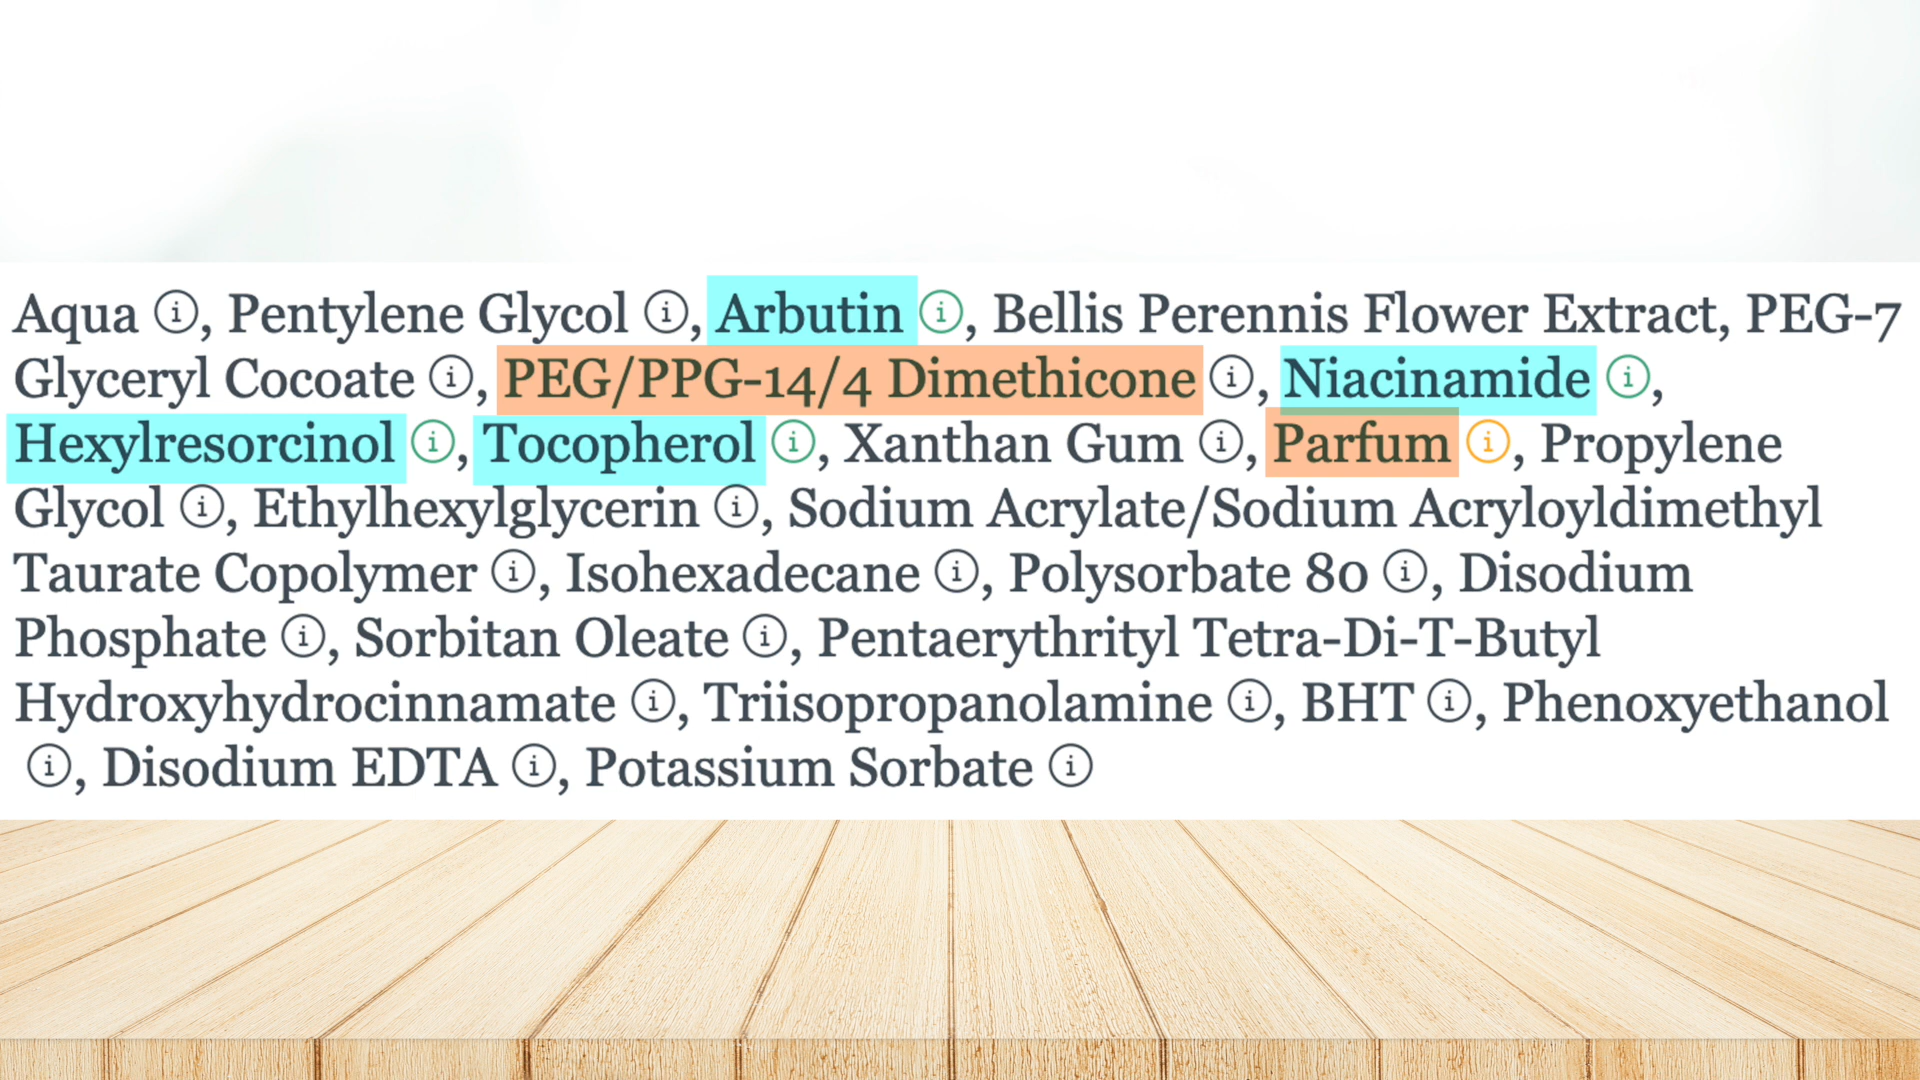 Aqua ⓘ, Pentylene Glycol ⓘ, Arbutin ⓘ, Bellis Perennis Flower Extract, PEG-7
Glyceryl Cocoate ⓘ, PEG/PPG-14/4 Dimethicone ⓘ, Niacinamide ⓘ,
Hexylresorcinol ⓘ, Tocopherol ⓘ, Xanthan Gum ⓘ, Parfum ⓘ, Propylene
Glycol ⓘ, Ethylhexylglycerin ⓘ, Sodium Acrylate/Sodium Acryloyldimethyl
Taurate Copolymer ⓘ, Isohexadecane ⓘ, Polysorbate 80 ⓘ, Disodium
Phosphate ⓘ, Sorbitan Oleate ⓘ, Pentaerythrityl Tetra-Di-T-Butyl
Hydroxyhydrocinnamate ⓘ, Triisopropanolamine ⓘ, BHT ⓘ, Phenoxyethanol
ⓘ, Disodium EDTA ⓘ, Potassium Sorbate ⓘ